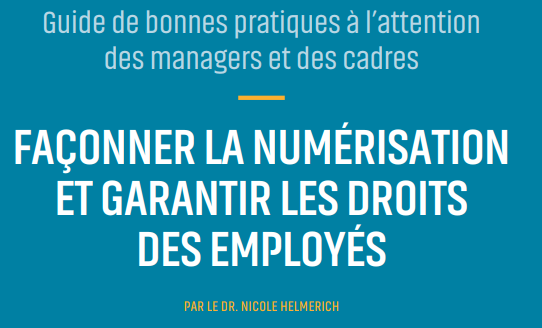 Guide de bonnes pratiques à l'attention
des managers et des cadres
FAÇONNER LA NUMÉRISATION
ET GARANTIR LES DROITS
DES EMPLOYÉS
PAR LE DR. NICOLE HELMERICH